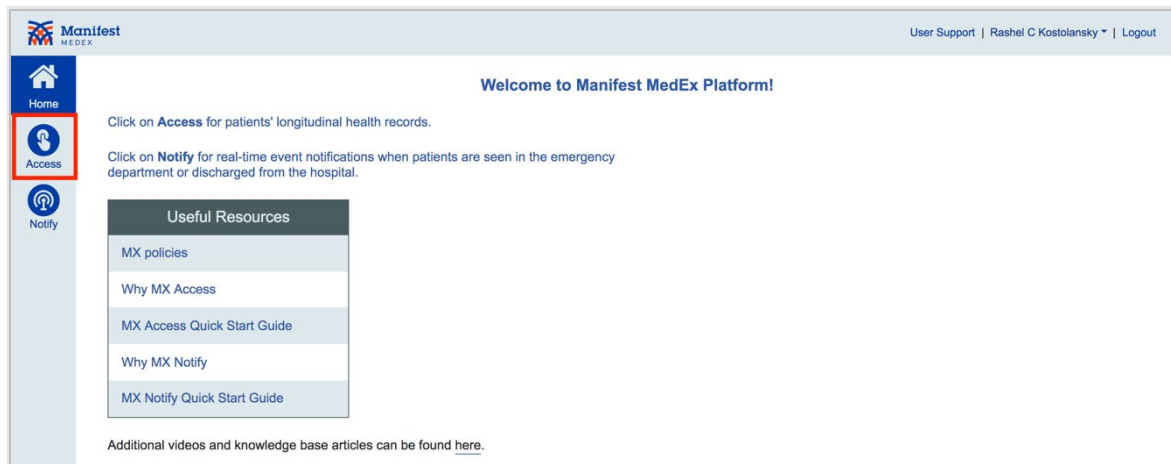 Manifest
MEDEX
User Support | Rashel C Kostolansky | Logout
Home
Access
Notify
Welcome to Manifest MedEx Platform!
Click on Access for patients' longitudinal health records.
Click on Notify for real-time event notifications when patients are seen in the emergency
department or discharged from the hospital.
Useful Resources
MX policies
Why MX Access
MX Access Quick Start Guide
Why MX Notify
MX Notify Quick Start Guide
Additional videos and knowledge base articles can be found here.